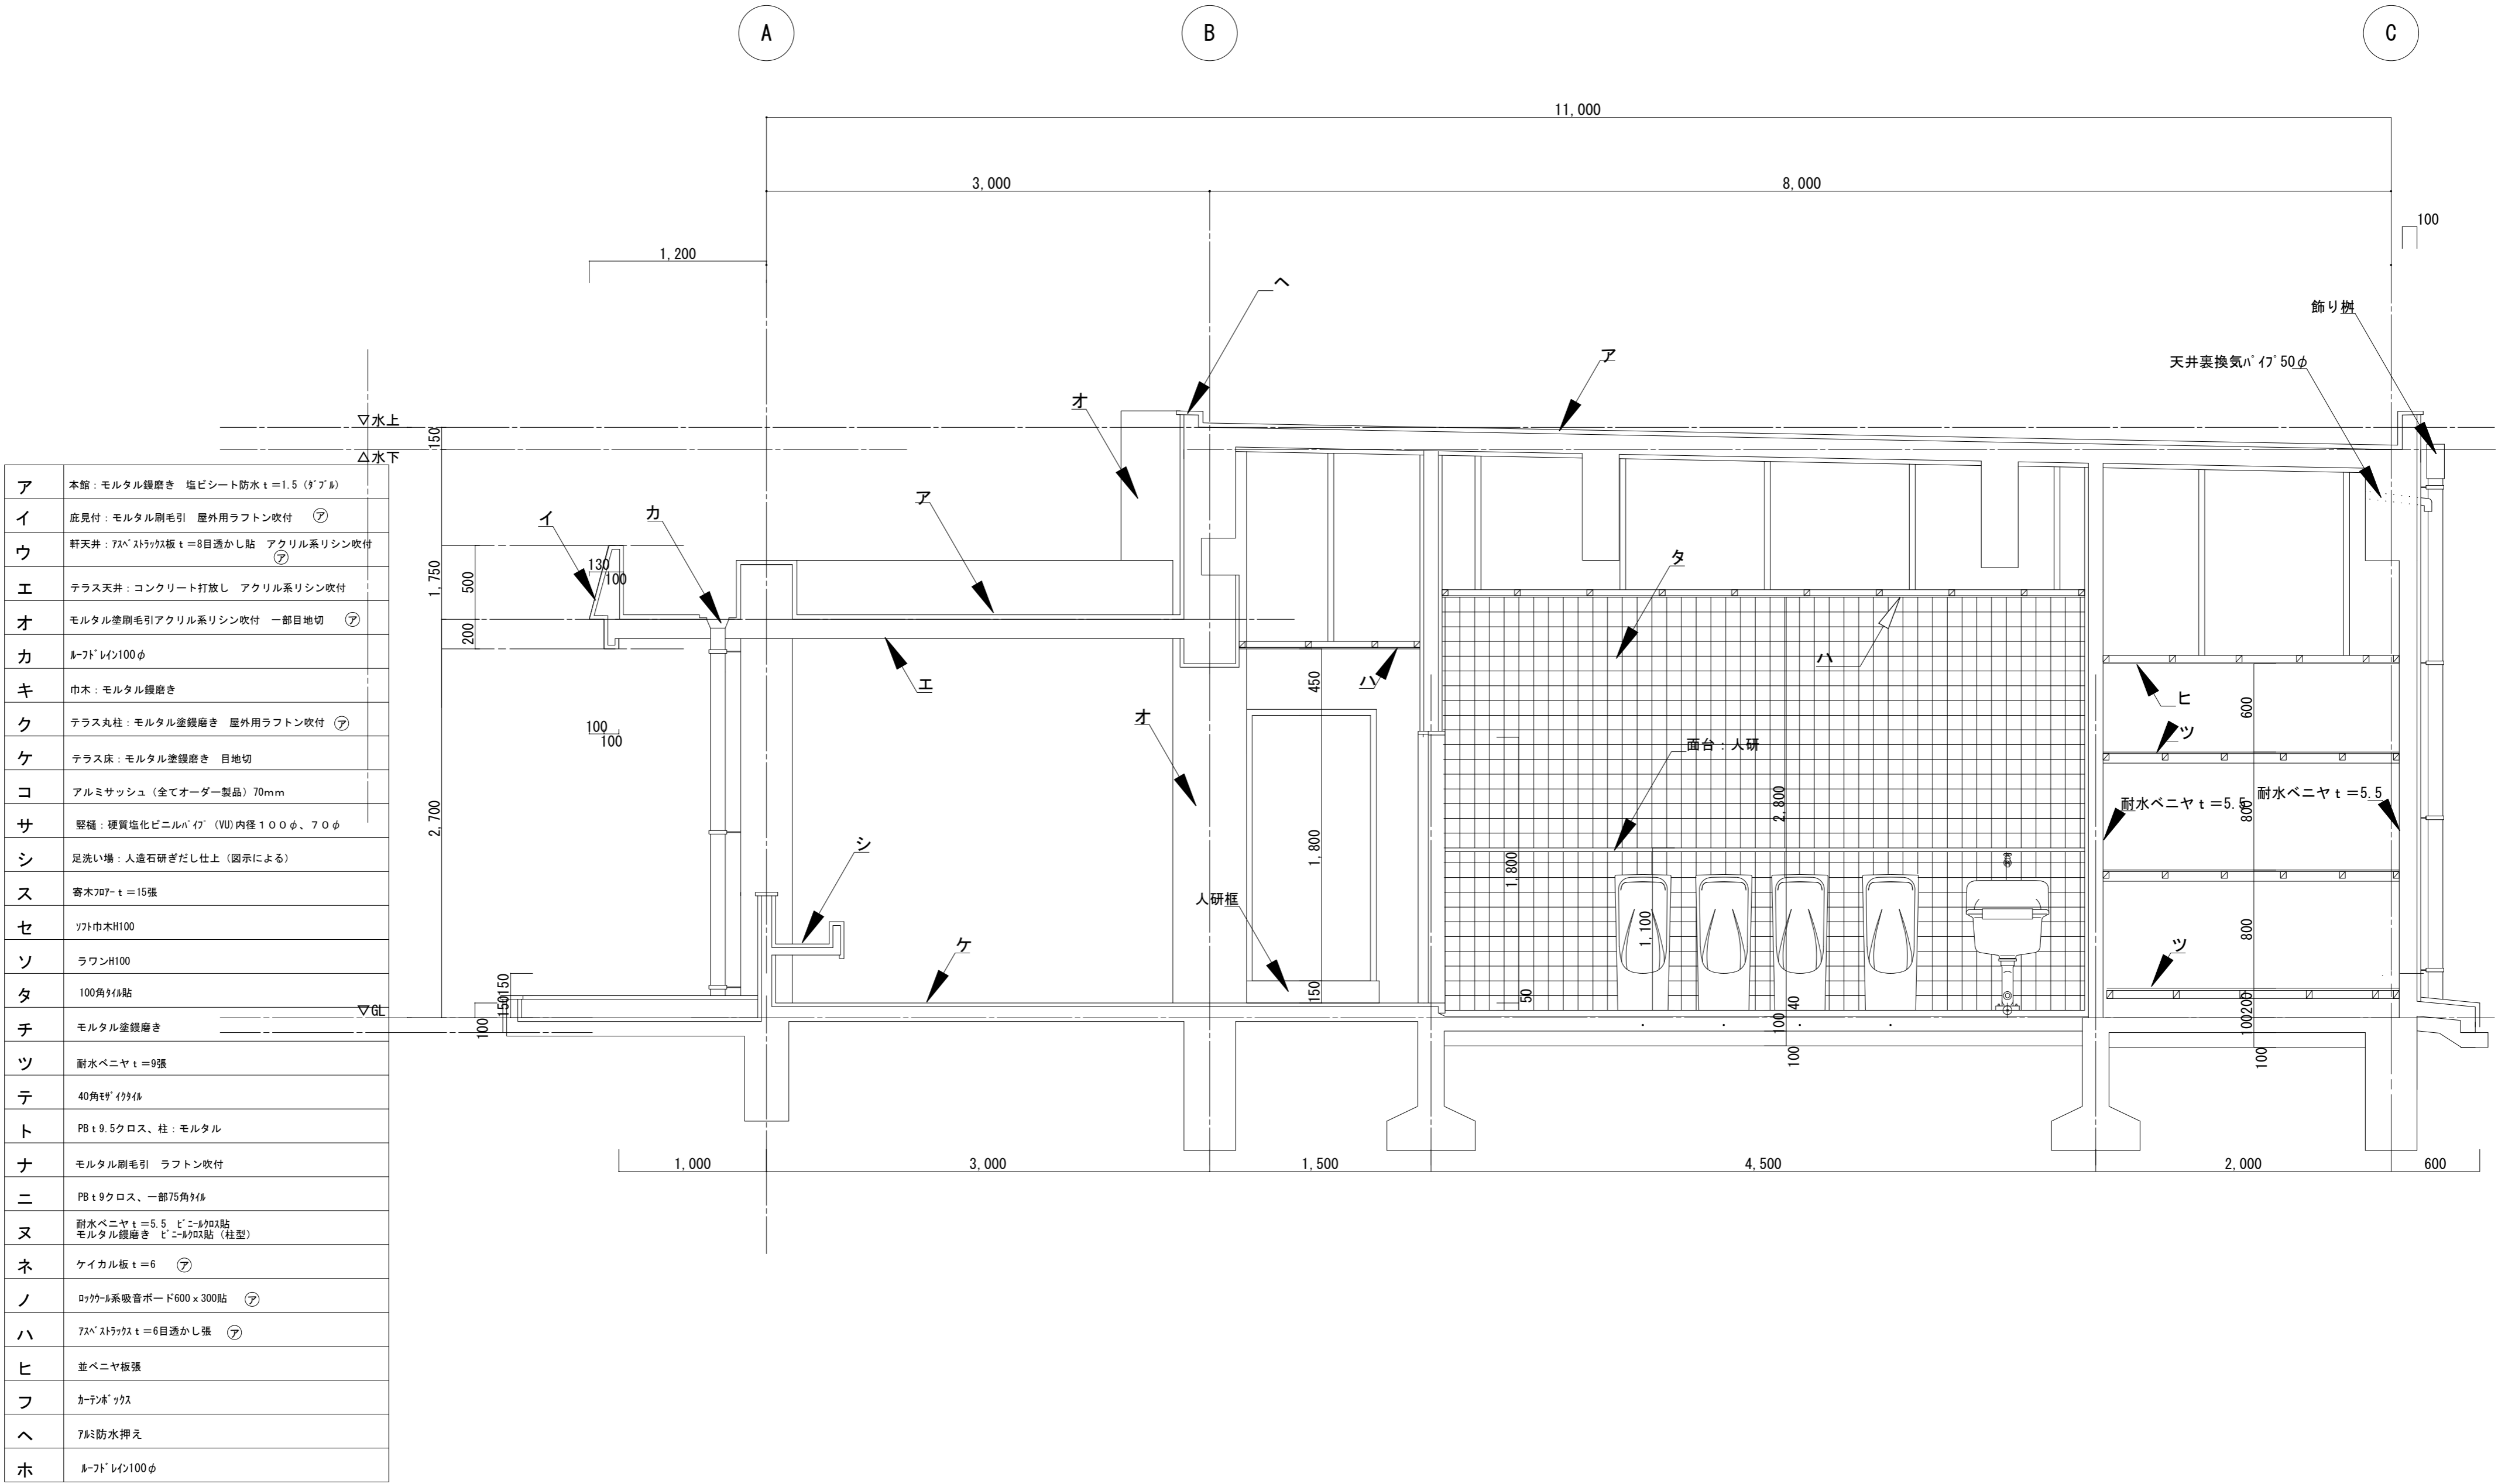 A
B
C
11,000
3,000
8,000
100
1,200
ヘ
飾り桝
ア
天井裏換気ﾊﾟｲﾌﾟ50φ
オ
▽水上
150
△水下
ア
イ
カ
タ
130
100
1,750
500
200
エ
ハ
ハ
450
ヒ
600
オ
ツ
100
100
面台：人研
2,700
2,800
耐水ベニヤｔ＝5.5
800
耐水ベニヤｔ＝5.5
シ
1,800
1,800
人研框
1,100
ケ
800
ツ
150
150
150
50
40
▽GL
100
100
100
200
100
100
1,000
3,000
1,500
4,500
2,000
600
ア 本館：モルタル鏝磨き　塩ビシート防水ｔ＝1.5（ﾀﾞﾌﾞﾙ）
イ 庇見付：モルタル刷毛引　屋外用ラフトン吹付　㋐
ウ 軒天井：ｱｽﾍﾞｽﾄﾗｯｸｽ板ｔ＝8目透かし貼　アクリル系リシン吹付
㋐
エ テラス天井：コンクリート打放し　アクリル系リシン吹付
オ モルタル塗刷毛引アクリル系リシン吹付　一部目地切　㋐
カ ﾙｰﾌﾄﾞﾚｲﾝ100φ
キ 巾木：モルタル鏝磨き
ク テラス丸柱：モルタル塗鏝磨き　屋外用ラフトン吹付　㋐
ケ テラス床：モルタル塗鏝磨き　目地切
コ アルミサッシュ（全てオーダー製品）70ｍｍ
サ 竪樋：硬質塩化ビニルﾊﾟｲﾌﾟ（VU)内径１００φ、７０φ
シ 足洗い場：人造石研ぎだし仕上（図示による）
ス 寄木ﾌﾛｱｰｔ＝15張
セ ｿﾌﾄ巾木H100
ソ ラワンH100
タ 100角ﾀｲﾙ貼
チ モルタル塗鏝磨き
ツ 耐水ベニヤｔ＝9張
テ 40角ﾓｻﾞｲｸﾀｲﾙ
ト PBｔ9.5クロス、柱：モルタル
ナ モルタル刷毛引　ラフトン吹付
ニ PBｔ9クロス、一部75角ﾀｲﾙ
ヌ 耐水ベニヤｔ＝5.5　ﾋﾞﾆｰﾙｸﾛｽ貼
モルタル鏝磨き　ﾋﾞﾆｰﾙｸﾛｽ貼（柱型）
ネ ケイカル板ｔ＝6　㋐
ノ ﾛｯｸｳｰﾙ系吸音ボード600ｘ300貼　㋐
ハ ｱｽﾍﾞｽﾄﾗｯｸｽｔ＝6目透かし張　㋐
ヒ 並ベニヤ板張
フ ｶｰﾃﾝﾎﾞｯｸｽ
ヘ ｱﾙﾐ防水押え
ホ ﾙｰﾌﾄﾞﾚｲﾝ100φ